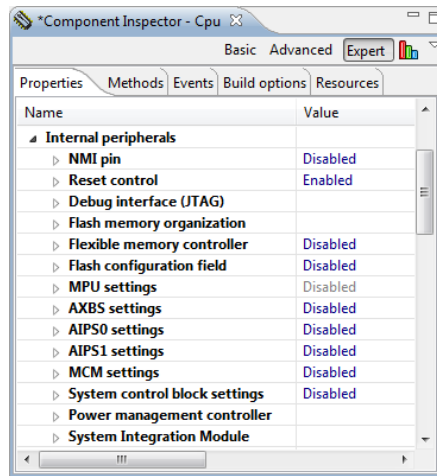 *Component Inspector - Cpu
Basic Advanced Expert
Properties Methods Events Build options Resources
Name Value
Internal peripherals
NMI pin Disabled
Reset control Enabled
Debug interface (JTAG)
Flash memory organization
Flexible memory controller Disabled
Flash configuration field Disabled
MPU settings Disabled
AXBS settings Disabled
AIPS0 settings Disabled
AIPS1 settings Disabled
MCM settings Disabled
System control block settings Disabled
Power management controller
System Integration Module